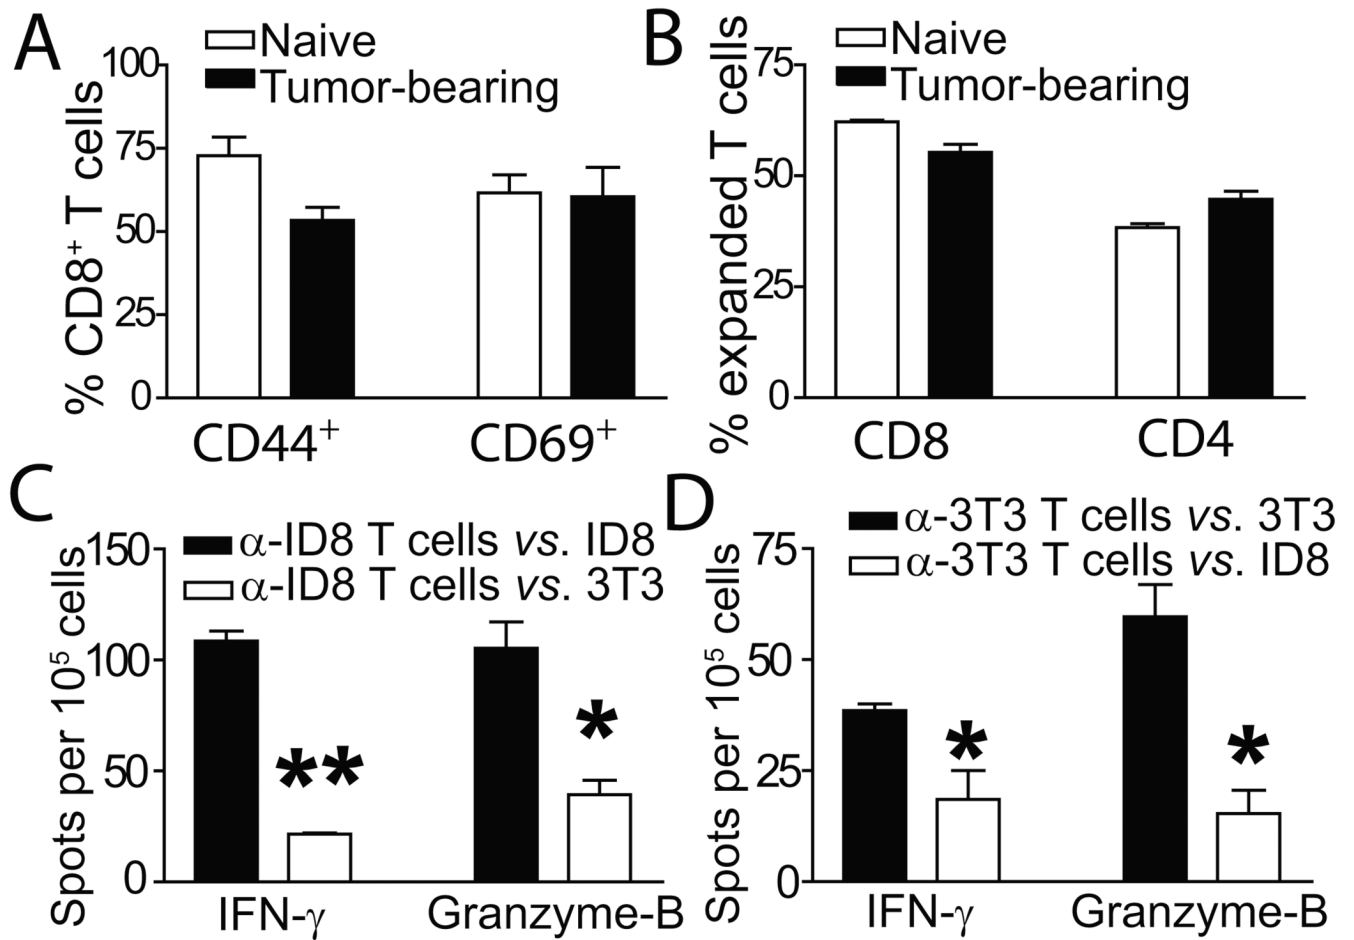 A
Naive
Tumor-bearing
% CD8⁺ T cells
100
75
50
25
0
CD44⁺
CD69⁺
B
Naive
Tumor-bearing
% expanded T cells
75
50
25
0
CD8
CD4
C
α-ID8 T cells vs. ID8
α-ID8 T cells vs. 3T3
Spots per 10⁵ cells
150
100
50
0
**
*
IFN-γ
Granzyme-B
D
α-3T3 T cells vs. 3T3
α-3T3 T cells vs. ID8
Spots per 10⁵ cells
75
50
25
0
*
*
IFN-γ
Granzyme-B